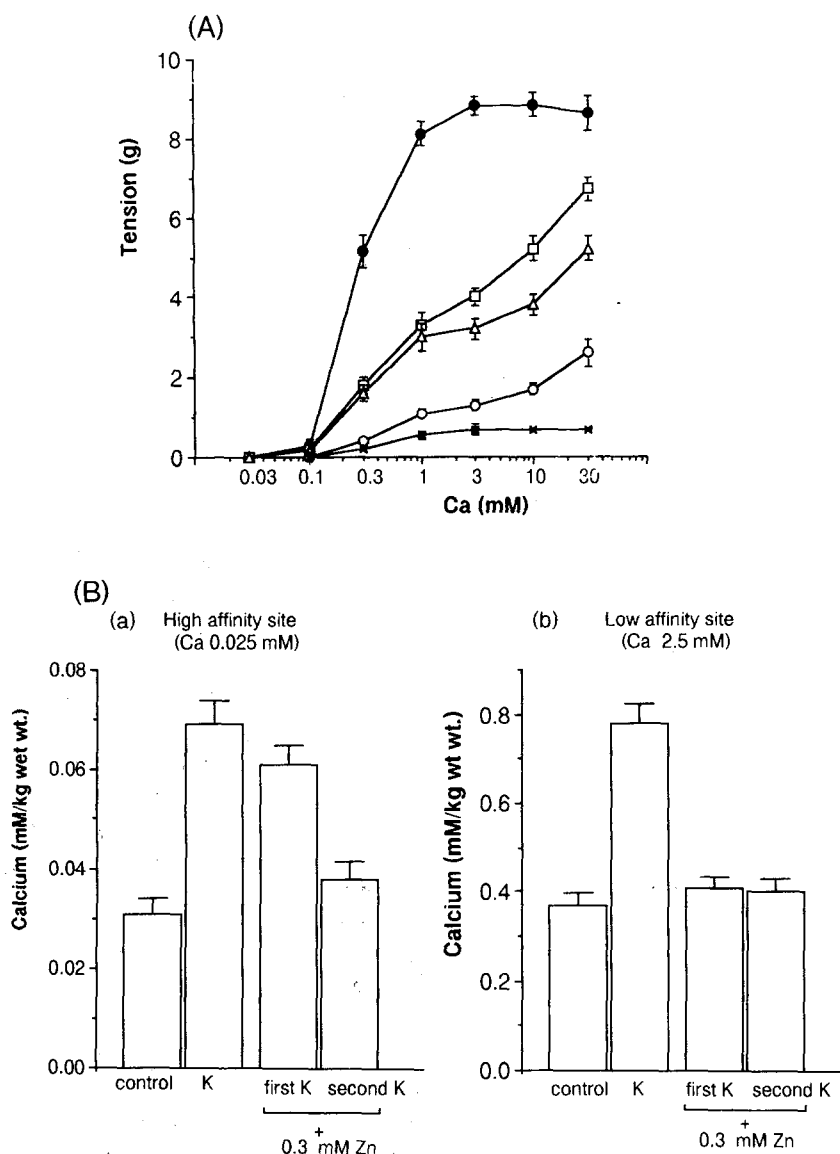 (A)
10
8
6
4
2
0
Tension (g)
0.03 0.1 0.3 1 3 10 30
Ca (mM)
(B)
(a) High affinity site
(Ca 0.025 mM)
0.08
0.06
0.04
0.02
0.00
Calcium (mM/kg wet wt.)
control K first K second K
+
0.3 mM Zn
(b) Low affinity site
(Ca 2.5 mM)
0.8
0.6
0.4
0.2
0.0
Calcium (mM/kg wt wt.)
control K first K second K
+
0.3 mM Zn